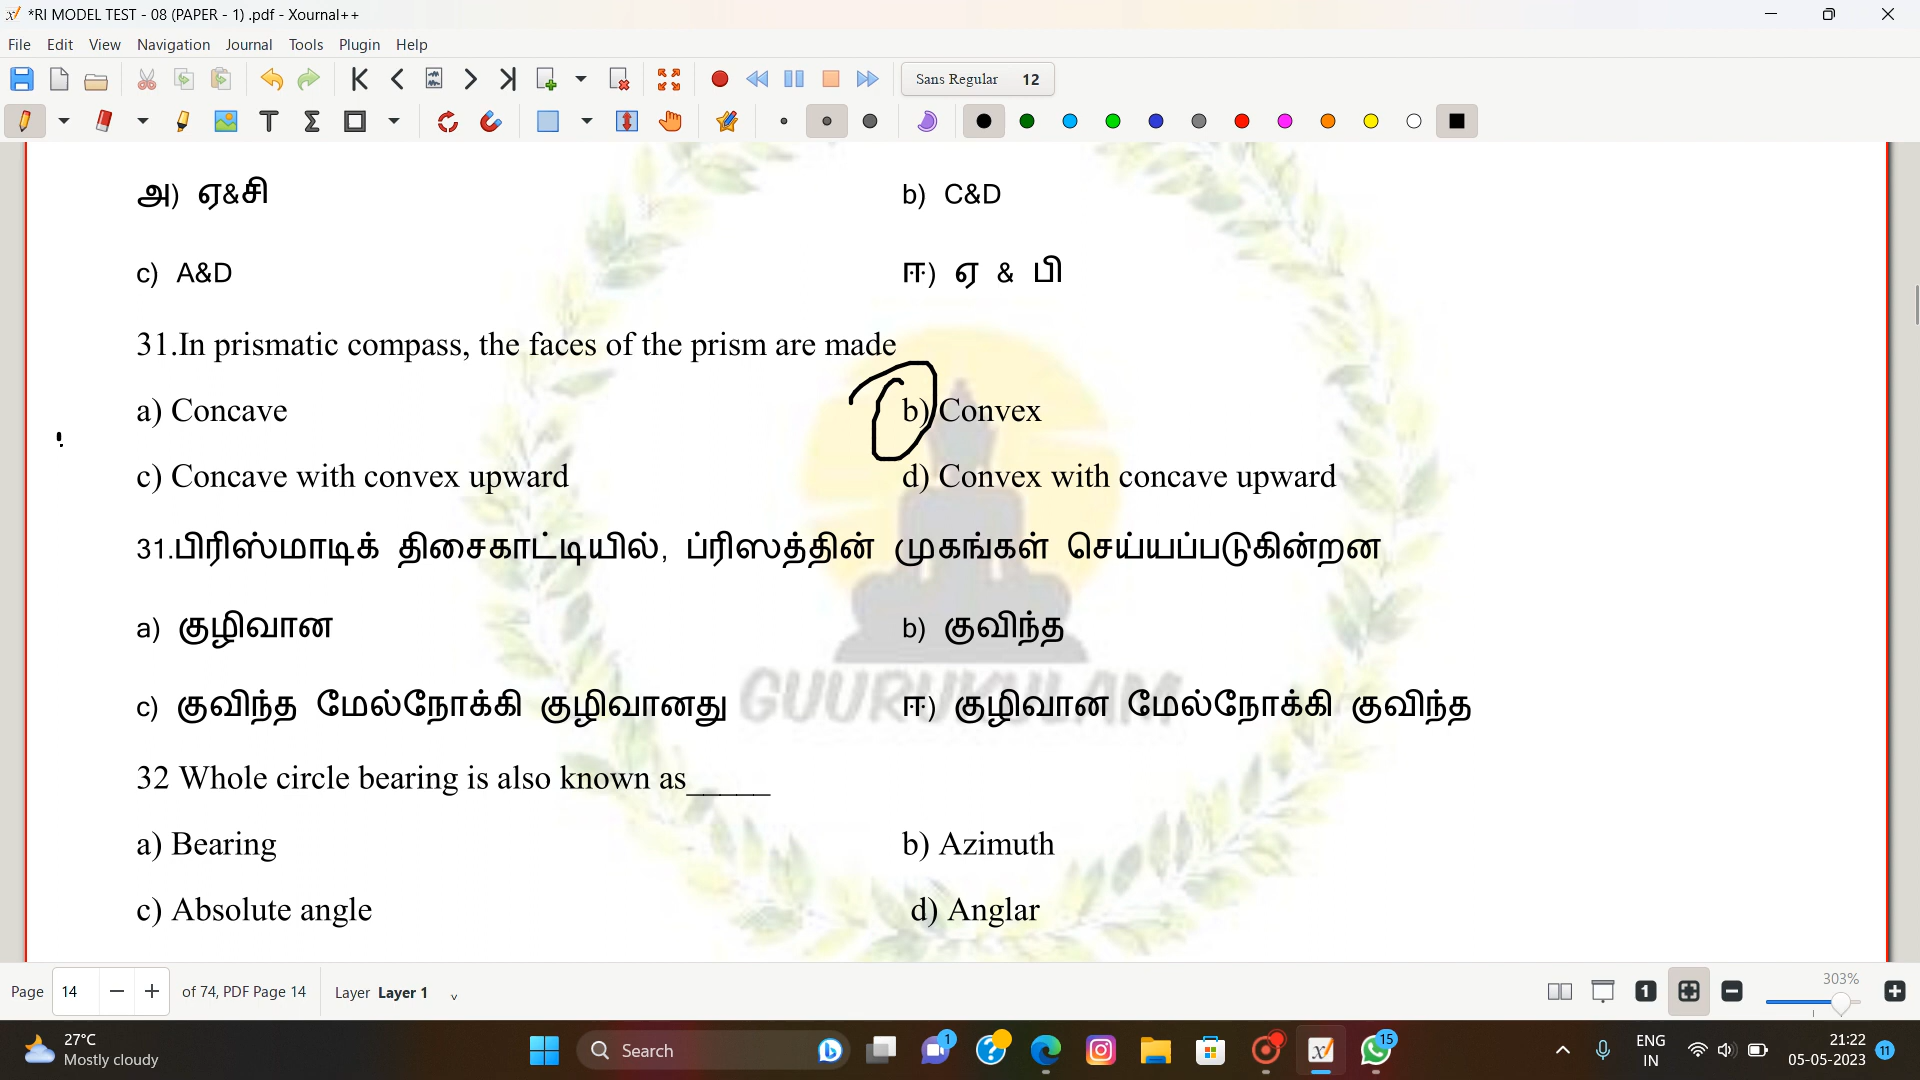 *RI MODEL TEST - 08 (PAPER - 1) .pdf - Xournal++
File Edit View Navigation Journal Tools Plugin Help
Sans Regular 12
அ) ஏ&சி b) C&D
c) A&D ஈ) ஏ & பி
31.In prismatic compass, the faces of the prism are made
a) Concave b) Convex
c) Concave with convex upward d) Convex with concave upward
31.பிரிஸ்மாடிக் திசைகாட்டியில், ப்ரிஸத்தின் முகங்கள் செய்யப்படுகின்றன
a) குழிவான b) குவிந்த
c) குவிந்த மேல்நோக்கி குழிவானது ஈ) குழிவான மேல்நோக்கி குவிந்த
GUURUKULAM
32 Whole circle bearing is also known as_____
a) Bearing b) Azimuth
c) Absolute angle d) Anglar
Page 14 of 74, PDF Page 14 Layer Layer 1 303%
27°C
Mostly cloudy
Search
1
15
ENG
IN
21:22
05-05-2023
11